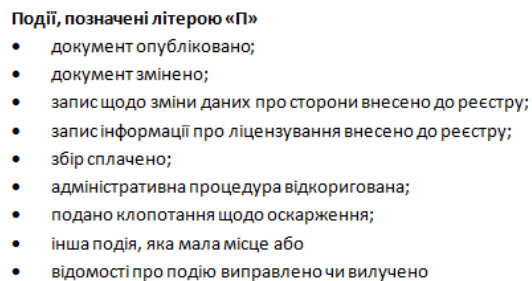 Події, позначені літерою «П»
• документ опубліковано;
• документ змінено;
• запис щодо зміни даних про сторони внесено до реєстру;
• запис інформації про ліцензування внесено до реєстру;
• збір сплачено;
• адміністративна процедура відкоригована;
• подано клопотання щодо оскарження;
• інша подія, яка мала місце або
• відомості про подію виправлено чи вилучено